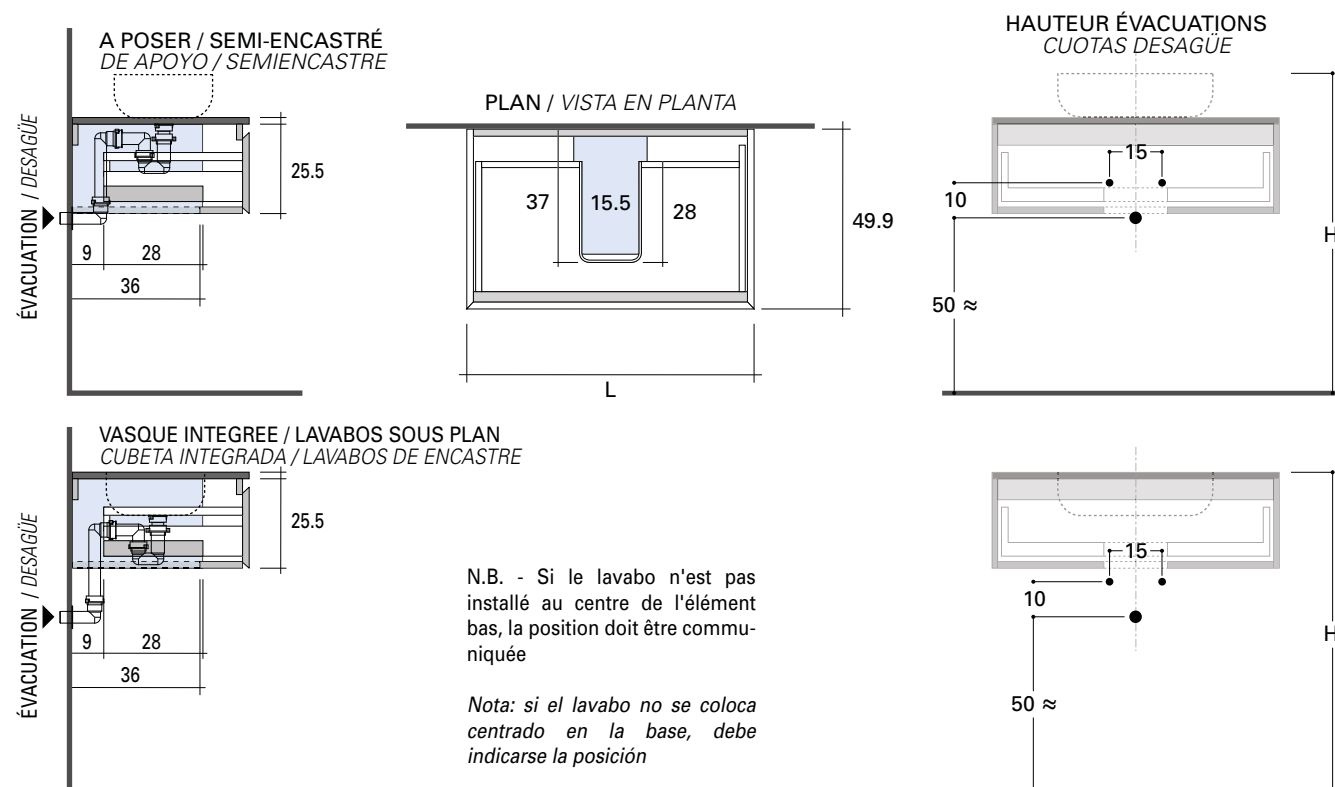 A POSER / SEMI-ENCASTRÉ
DE APOYO / SEMIENCASTRE
ÉVACUATION / DESAGÜE
25.5
9
28
36
PLAN / VISTA EN PLANTA
37
15.5
28
49.9
L
HAUTEUR ÉVACUATIONS
CUOTAS DESAGÜE
15
10
H
50 ≈
VASQUE INTEGREE / LAVABOS SOUS PLAN
CUBETA INTEGRADA / LAVABOS DE ENCASTRE
ÉVACUATION / DESAGÜE
25.5
9
28
36
N.B. - Si le lavabo n'est pas
installé au centre de l'élément
bas, la position doit être commu-
niquée
Nota: si el lavabo no se coloca
centrado en la base, debe
indicarse la posición
15
10
H
50 ≈